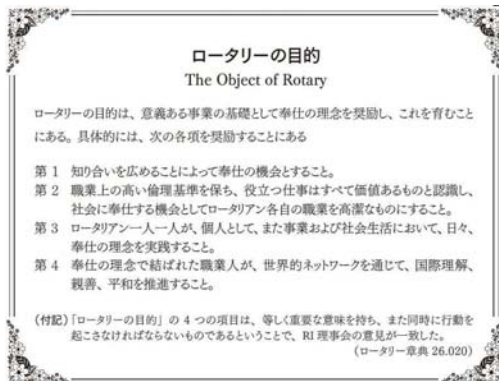 ロータリーの目的
The Object of Rotary
ロータリーの目的は、意義ある事業の基礎として奉仕の理念を奨励し、これを育むこと
にある。具体的には、次の各項を奨励することにある
第 1 知り合いを広めることによって奉仕の機会とすること。
第 2 職業上の高い倫理基準を保ち、役立つ仕事はすべて価値あるものと認識し、
社会に奉仕する機会としてロータリアン各自の職業を高潔なものにすること。
第 3 ロータリアン一人一人が、個人として、また事業および社会生活において、日々、
奉仕の理念を実践すること。
第 4 奉仕の理念で結ばれた職業人が、世界的ネットワークを通じて、国際理解、
親善、平和を推進すること。
(付記)「ロータリーの目的」の 4 つの項目は、等しく重要な意味を持ち、また同時に行動を
起こさなければならないものであるということで、RI 理事会の意見が一致した。
(ロータリー章典 26.020)